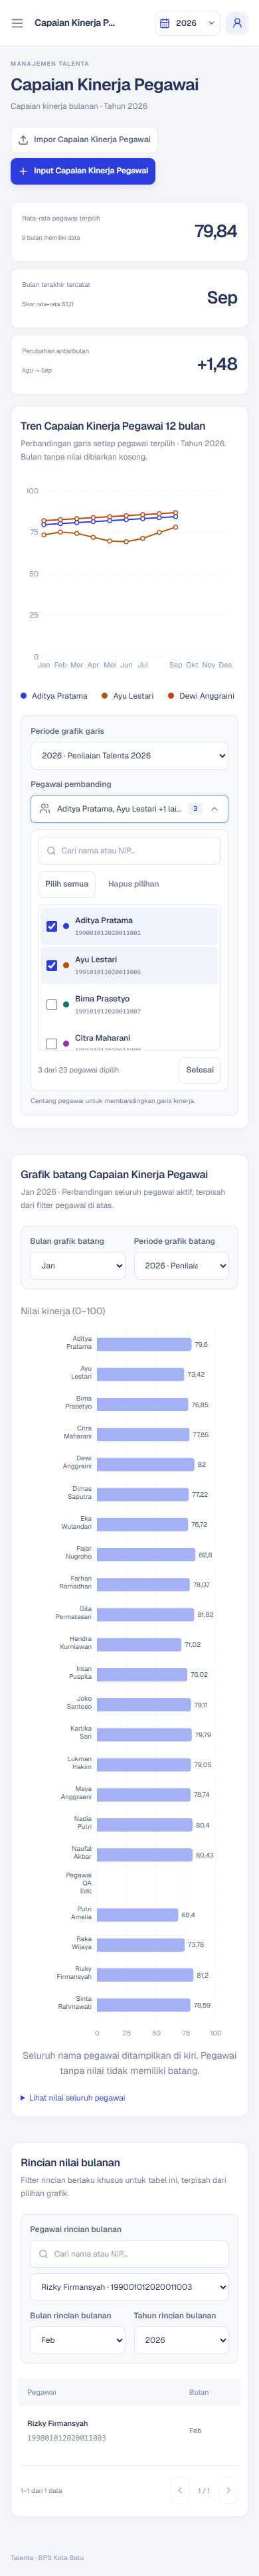 Capaian Kinerja P...
2026
MANAJEMEN TALENTA
Capaian Kinerja Pegawai
Capaian kinerja bulanan · Tahun 2026
Impor Capaian Kinerja Pegawai
Input Capaian Kinerja Pegawai
Rata-rata pegawai terpilih
9 bulan memiliki data
79,84
Bulan terakhir tercatat
Skor rata-rata 83,11
Sep
Perubahan antarbulan
Agu → Sep
+1,48
Tren Capaian Kinerja Pegawai 12 bulan
Perbandingan garis setiap pegawai terpilih · Tahun 2026.
Bulan tanpa nilai dibiarkan kosong.
100
75
50
25
0
Jan Feb Mar Apr Mei Jun Jul Sep Okt Nov Des
Aditya Pratama
Ayu Lestari
Dewi Anggraini
Periode grafik garis
2026 · Penilaian Talenta 2026
Pegawai pembanding
Aditya Pratama, Ayu Lestari +1 lai...
3
Cari nama atau NIP...
Pilih semua
Hapus pilihan
Aditya Pratama
199001012020011001
Ayu Lestari
199101012020011006
Bima Prasetyo
199101012020011007
Citra Maharani
3 dari 23 pegawai dipilih
Selesai
Centang pegawai untuk membandingkan garis kinerja.
Grafik batang Capaian Kinerja Pegawai
Jan 2026 · Perbandingan seluruh pegawai aktif, terpisah
dari filter pegawai di atas.
Bulan grafik batang
Periode grafik batang
Jan
2026 · Penilaia
Nilai kinerja (0–100)
Aditya
Pratama
79,6
Ayu
Lestari
73,42
Bima
Prasetyo
76,85
Citra
Maharani
77,85
Dewi
Anggraini
82
Dimas
Saputra
77,22
Eka
Wulandari
76,72
Fajar
Nugroho
82,8
Farhan
Ramadhan
78,07
Gita
Permatasari
81,82
Hendra
Kurniawan
71,02
Intan
Puspita
76,02
Joko
Santoso
79,11
Kartika
Sari
79,79
Lukman
Hakim
79,05
Maya
Anggraeni
78,74
Nadia
Putri
80,4
Naufal
Akbar
80,43
Pegawai
QA
Edit
Putri
Amelia
68,4
Raka
Wijaya
73,78
Rizky
Firmansyah
81,2
Sinta
Rahmawati
78,59
0 25 50 75 100
Seluruh nama pegawai ditampilkan di kiri. Pegawai
tanpa nilai tidak memiliki batang.
Lihat nilai seluruh pegawai
Rincian nilai bulanan
Filter rincian berlaku khusus untuk tabel ini, terpisah dari
pilihan grafik.
Pegawai rincian bulanan
Cari nama atau NIP...
Rizky Firmansyah · 199001012020011003
Bulan rincian bulanan
Tahun rincian bulanan
Feb
2026
Pegawai
Bulan
Rizky Firmansyah
199001012020011003
Feb
1–1 dari 1 data
1 / 1
Talenta · BPS Kota Batu